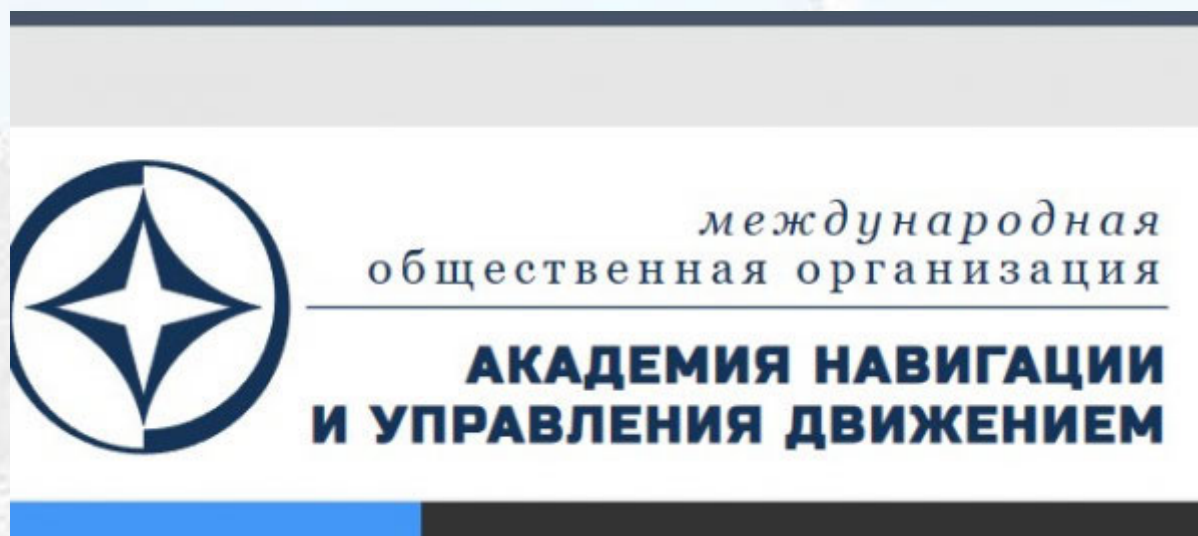 международная
общественная организация
АКАДЕМИЯ НАВИГАЦИИ
И УПРАВЛЕНИЯ ДВИЖЕНИЕМ